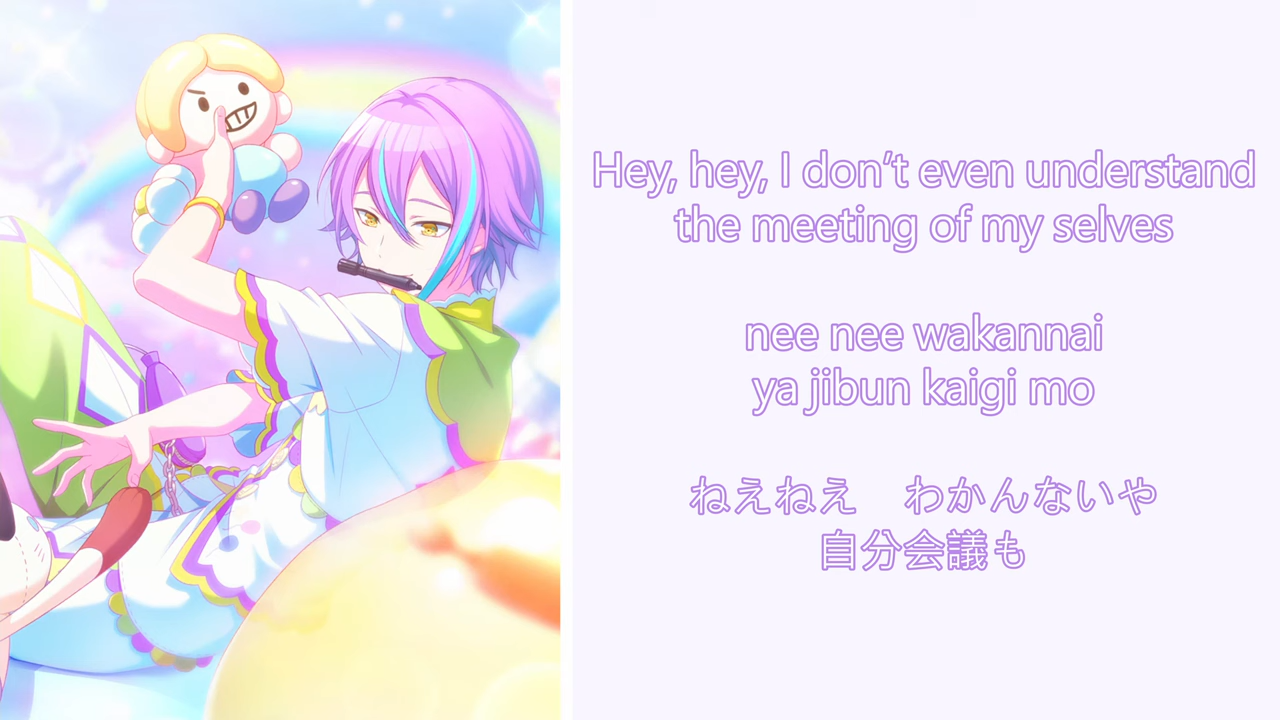 Hey, hey, I don’t even understand
the meeting of my selves
nee nee wakannai
ya jibun kaigi mo
ねえねえ　わかんないや
自分会議も